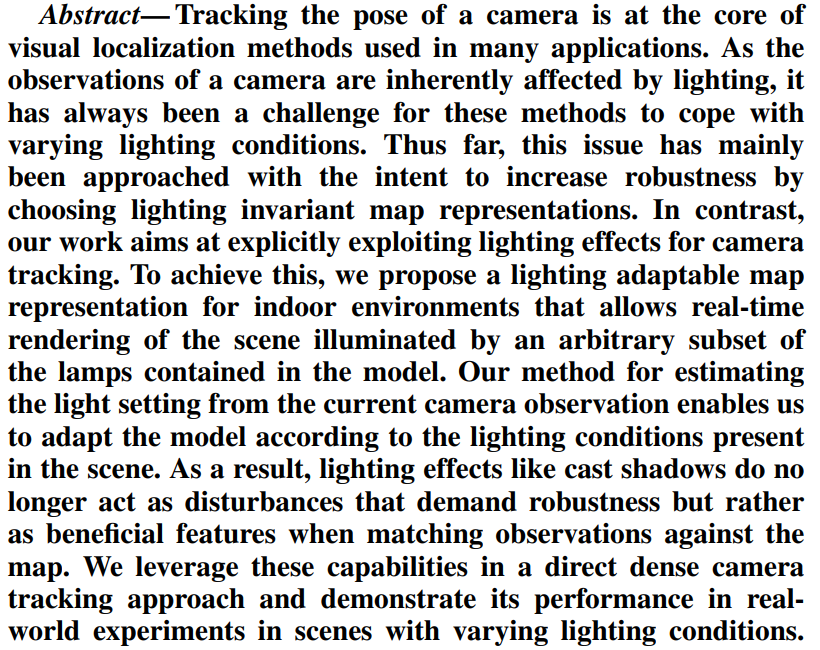 Abstract— Tracking the pose of a camera is at the core of
visual localization methods used in many applications. As the
observations of a camera are inherently affected by lighting, it
has always been a challenge for these methods to cope with
varying lighting conditions. Thus far, this issue has mainly
been approached with the intent to increase robustness by
choosing lighting invariant map representations. In contrast,
our work aims at explicitly exploiting lighting effects for camera
tracking. To achieve this, we propose a lighting adaptable map
representation for indoor environments that allows real-time
rendering of the scene illuminated by an arbitrary subset of
the lamps contained in the model. Our method for estimating
the light setting from the current camera observation enables us
to adapt the model according to the lighting conditions present
in the scene. As a result, lighting effects like cast shadows do no
longer act as disturbances that demand robustness but rather
as beneficial features when matching observations against the
map. We leverage these capabilities in a direct dense camera
tracking approach and demonstrate its performance in real-
world experiments in scenes with varying lighting conditions.